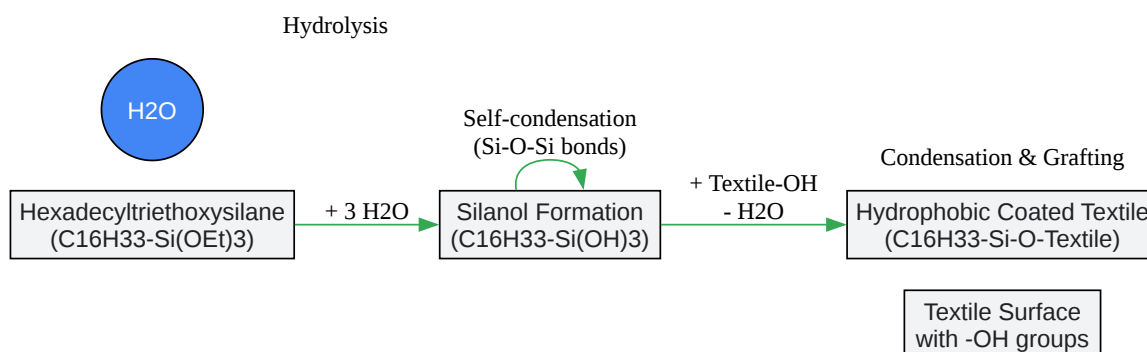 Hydrolysis
H2O
Self-condensation
(Si-O-Si bonds)
Condensation & Grafting
Hexadecyltriethoxysilane
(C16H33-Si(OEt)3)
+ 3 H2O
Silanol Formation
(C16H33-Si(OH)3)
+ Textile-OH
- H2O
Hydrophobic Coated Textile
(C16H33-Si-O-Textile)
Textile Surface
with -OH groups